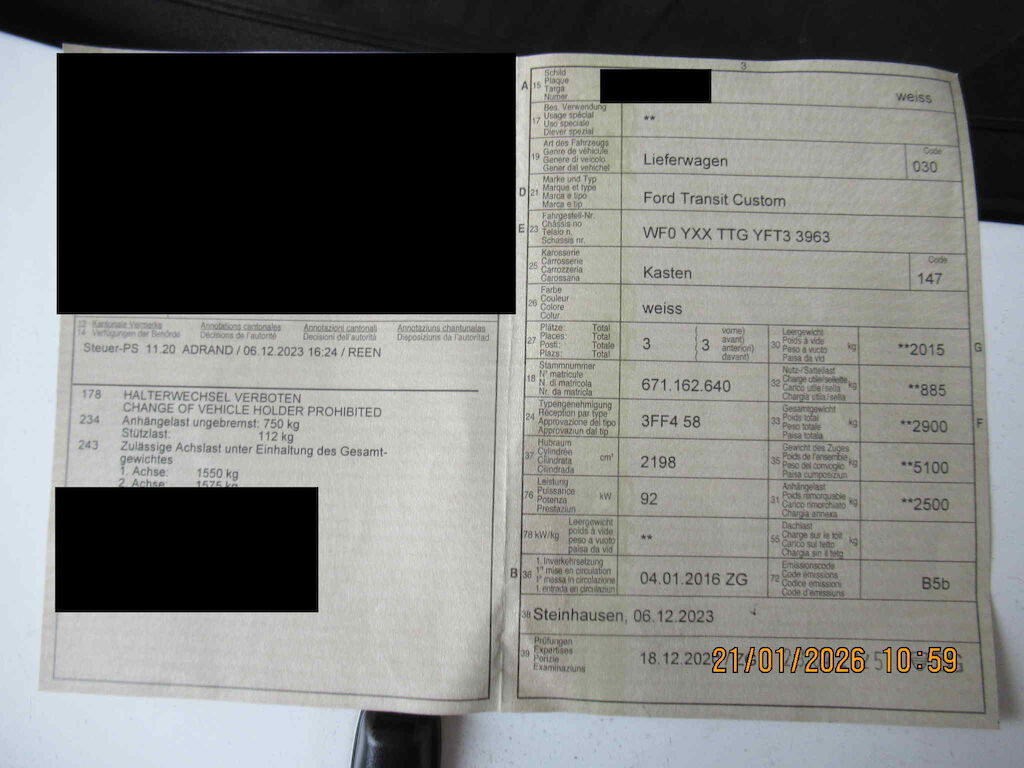 13 Kantonale Vermerke Annotations cantonales Annotazioni cantonali Annotaziuns chantunalas
14 Verfügungen der Behörde Décisions de l'autorité Decisioni dell'autorità Disposiziuns da l'autoritad
Steuer-PS 11.20 ADRAND / 06.12.2023 16:24 / REEN
178 HALTERWECHSEL VERBOTEN
CHANGE OF VEHICLE HOLDER PROHIBITED
234 Anhängelast ungebremst: 750 kg
Stützlast: 112 kg
243 Zulässige Achslast unter Einhaltung des Gesamt-
gewichtes
1. Achse: 1550 kg
2. Achse: 1575 kg
3
A 15 Schild
Plaque
Targa
Numer
weiss
17 Bes. Verwendung
Usage spécial
Uso speciale
Diever spezial
**
19 Art des Fahrzeugs
Genre de véhicule
Genere di veicolo
Gener dal vehichel
Lieferwagen
Code
030
D 21 Marke und Typ
Marque et type
Marca e tipo
Marca e tip
Ford Transit Custom
E 23 Fahrgestell-Nr.
Châssis no
Telaio n.
Schassis nr.
WF0 YXX TTG YFT3 3963
25 Karosserie
Carrosserie
Carrozzeria
Carossaria
Kasten
Code
147
26 Farbe
Couleur
Colore
Colur
weiss
27 Plätze: Total
Places: Total
Posti: Totale
Plazs: Total
3
3 vorne)
avant)
anteriori)
davant)
30 Leergewicht
Poids à vide
Peso a vuoto
Paisa da vid
kg
**2015
G
18 Stammnummer
N° matricule
N. di matricola
Nr. da matricla
671.162.640
32 Nutz-/Sattellast
Charge utile/sellette
Carico utile/sella
Chargia utila/sella
kg
**885
24 Typengenehmigung
Réception par type
Approvazione del tipo
Approvaziun dal tip
3FF4 58
33 Gesamtgewicht
Poids total
Peso totale
Paisa totala
kg
**2900
F
37 Hubraum
Cylindrée
Cilindrata
Cilindrada
cm³
2198
35 Gewicht des Zuges
Poids de l'ensemble
Peso del convoglio
Paisa cumposiziun
kg
**5100
76 Leistung
Puissance
Potenza
Prestaziun
kW
92
31 Anhängelast
Poids remorquable
Carico rimorchiato
Chargia annexa
kg
**2500
78 kW/kg
Leergewicht
poids à vide
peso a vuoto
paisa da vid
**
55 Dachlast
Charge sur le toit
Carico sul tetto
Chargia sin il tetg
kg
B 36 1. Inverkehrsetzung
1re mise en circulation
1a messa in circolazione
1. entrada en circulaziun
04.01.2016 ZG
72 Emissionscode
Code émissions
Codice emissioni
Code d'emissiuns
B5b
38 Steinhausen, 06.12.2023
39 Prüfungen
Expertises
Perizie
Examinaziuns
18.12.202
21/01/2026 10:59